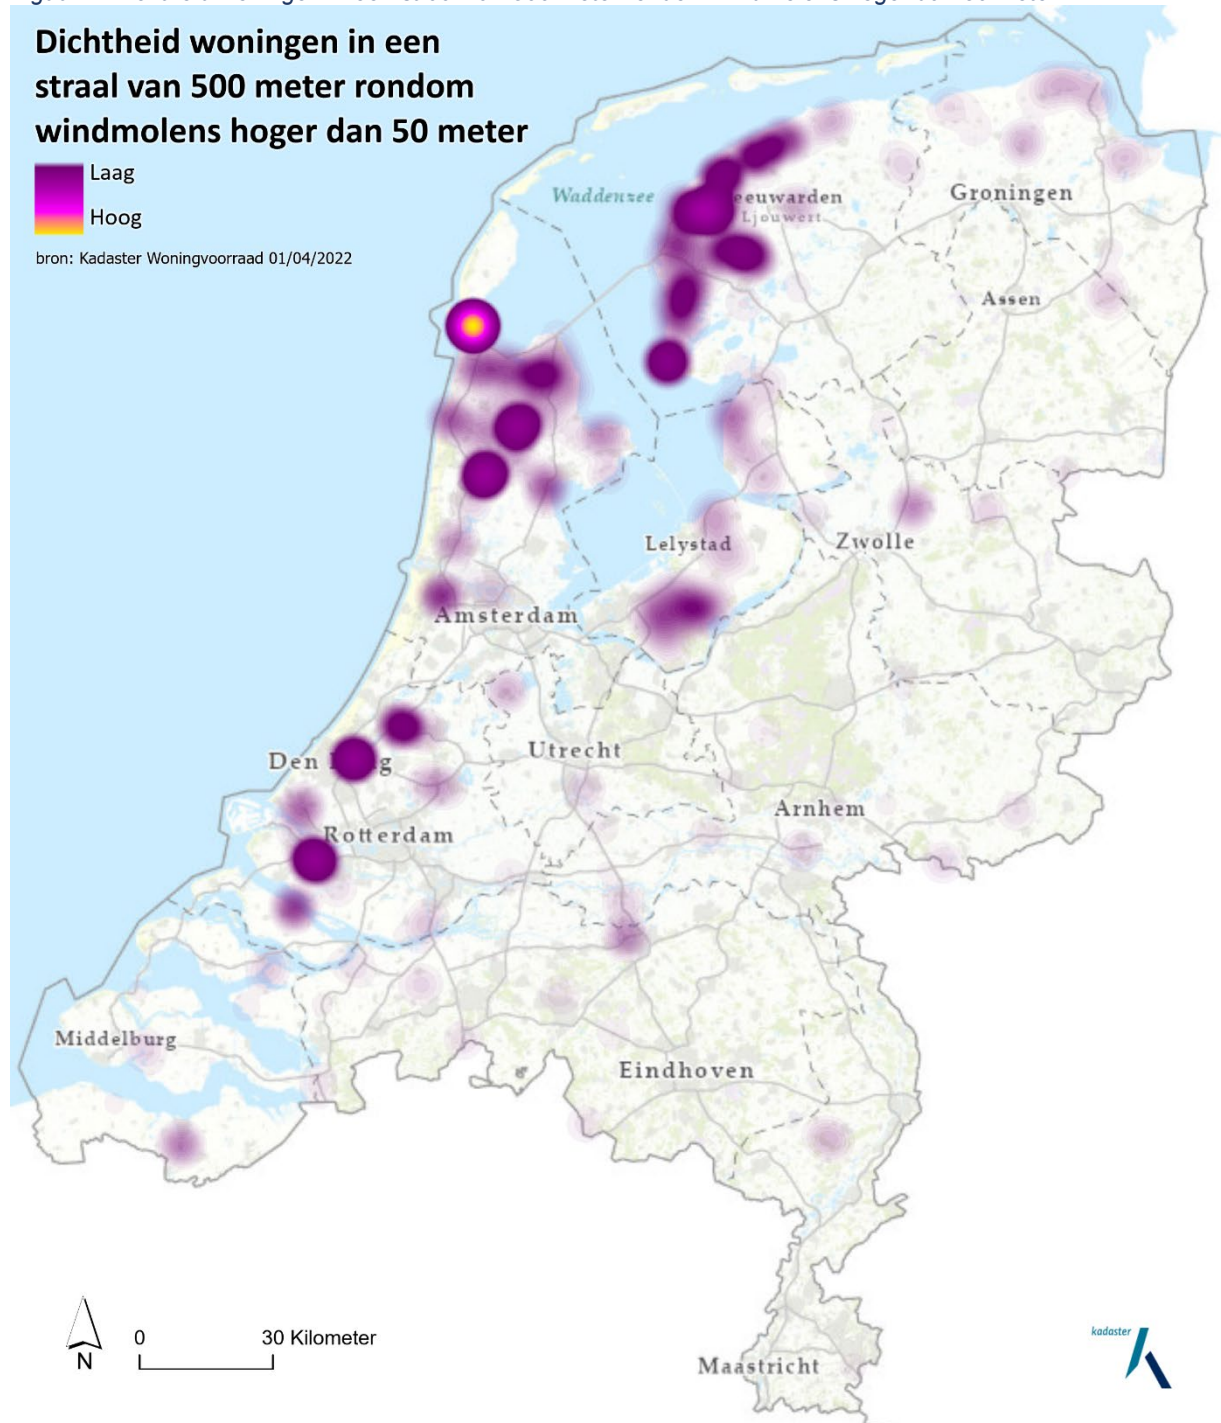 Dichtheid woningen in een
straal van 500 meter rondom
windmolens hoger dan 50 meter
Laag
Hoog
bron: Kadaster Woningvoorraad 01/04/2022
Waddenzee
eeuwarden
Ljouwert
Groningen
Assen
Lelystad
Zwolle
Amsterdam
Den g
Utrecht
Arnhem
Rotterdam
Middelburg
Eindhoven
Maastricht
0 30 Kilometer
N
kadaster